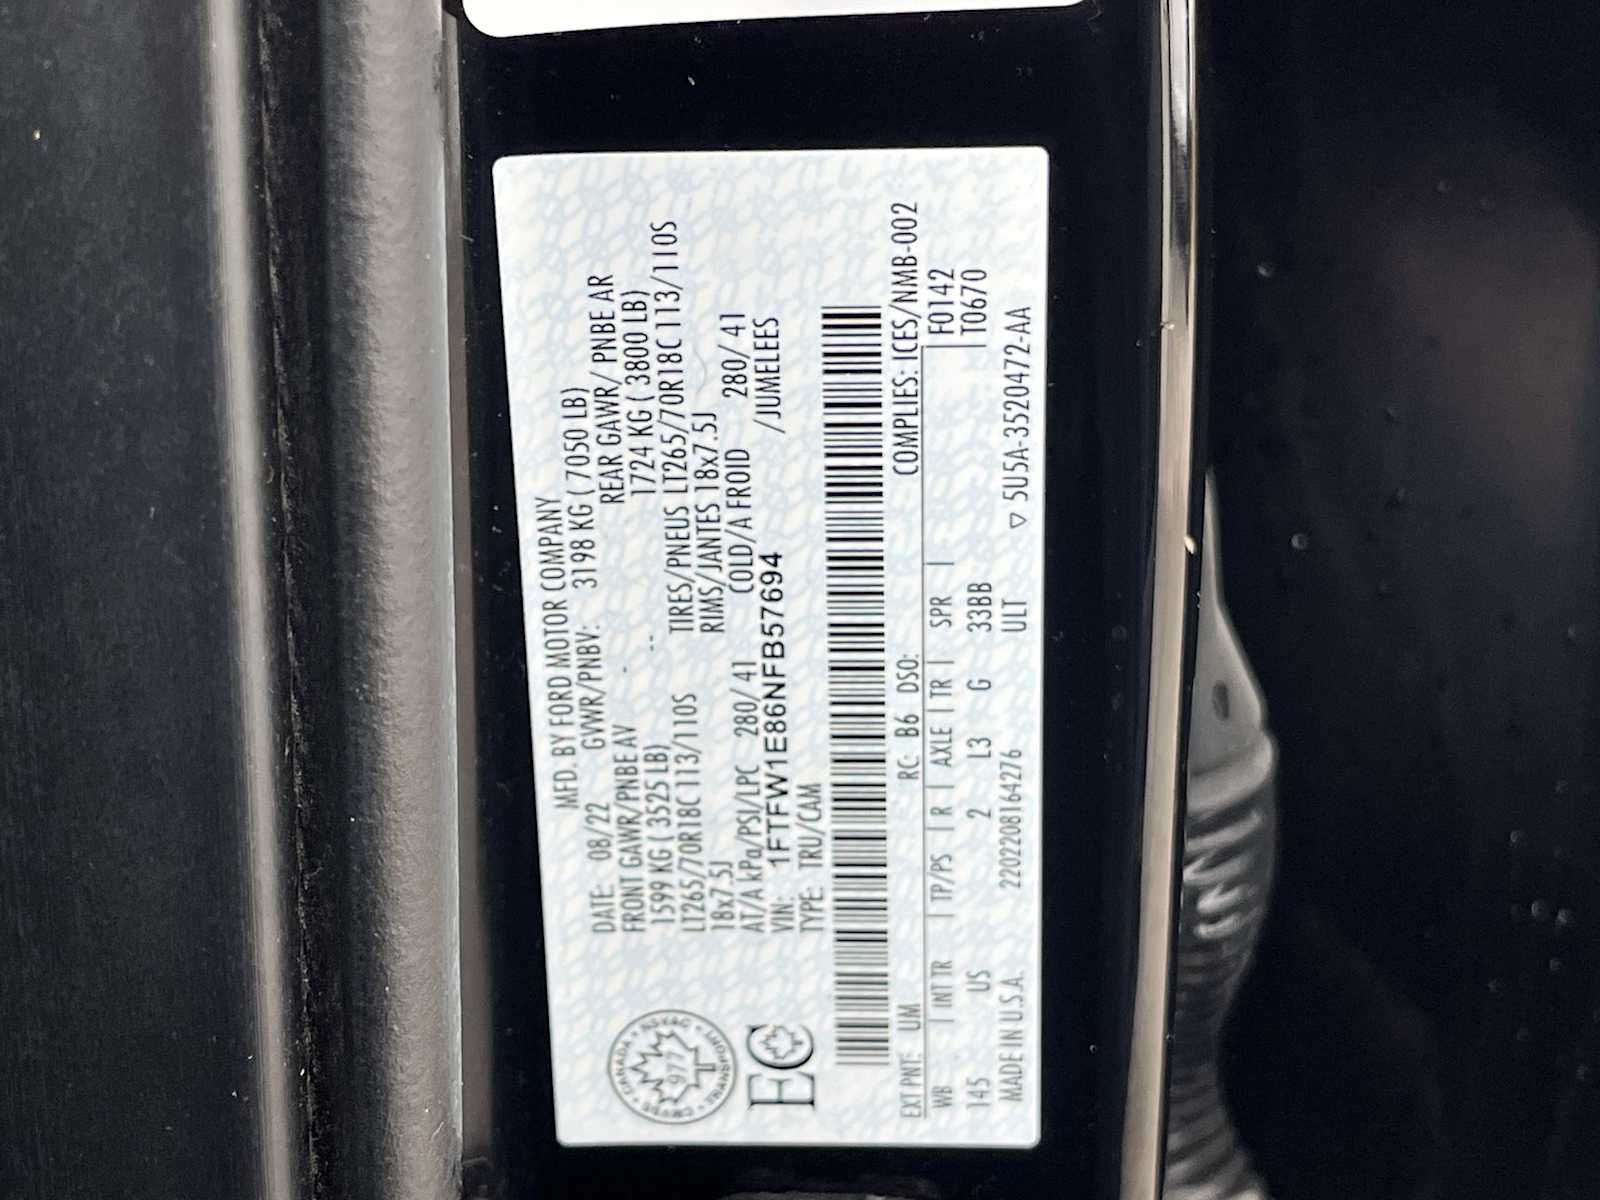 MFD. BY FORD MOTOR COMPANY
DATE: 08/22 GVWR/PNBV: 3198 KG ( 7050 LB)
FRONT GAWR/PNBE AV REAR GAWR/ PNBE AR
1599 KG ( 3525 LB) 1724 KG ( 3800 LB)
LT265/70R18C 113/110S TIRES/PNEUS LT265/70R18C 113/110S
18x7.5J RIMS/JANTES 18x7.5J
AT/A kPa/PSI/LPC 280/ 41 COLD/A FROID 280/ 41
VIN: 1FTFW1E86NFB57694 /JUMELEES
TYPE: TRU/CAM
CANADA
977
TRANSPORT
EC
COMPLIES: ICES/NMB-002
EXT PNT: UM RC: B6 DSO: F0142
WB | INT TR | TP/PS | R | AXLE | TR | SPR | T0670
145 US 2 L3 G 33BB
MADE IN U.S.A. 2202208164276 ULT ▽ 5U5A-3520472-AA